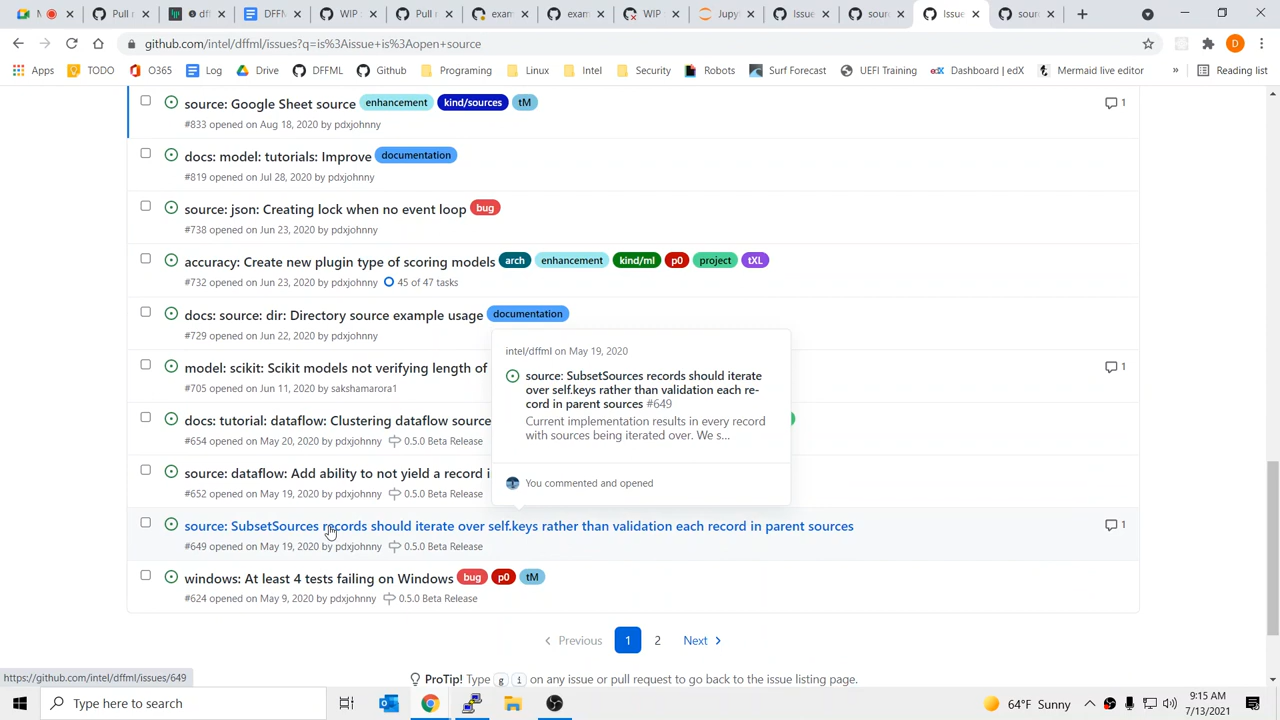 Pull r
dfl
DFFM
WIP
Pull r
exam
exam
WIP
Jupyt
Issue
sourc
Issue
sourc
github.com/intel/dffml/issues?q=is%3Aissue+is%3Aopen+source
D
Apps
TODO
O365
Log
Drive
DFFML
Github
Programing
Linux
Intel
Security
Robots
Surf Forecast
UEFI Training
Dashboard | edX
Mermaid live editor
»
Reading list
source: Google Sheet source enhancement kind/sources tM
1
#833 opened on Aug 18, 2020 by pdxjohnny
docs: model: tutorials: Improve documentation
#819 opened on Jul 28, 2020 by pdxjohnny
source: json: Creating lock when no event loop bug
#738 opened on Jun 23, 2020 by pdxjohnny
accuracy: Create new plugin type of scoring models arch enhancement kind/ml p0 project tXL
#732 opened on Jun 23, 2020 by pdxjohnny 45 of 47 tasks
docs: source: dir: Directory source example usage documentation
#729 opened on Jun 22, 2020 by pdxjohnny
intel/dffml on May 19, 2020
model: scikit: Scikit models not verifying length of
1
#705 opened on Jun 11, 2020 by sakshamarora1
source: SubsetSources records should iterate
over self.keys rather than validation each re-
cord in parent sources #649
Current implementation results in every record
with sources being iterated over. We s...
You commented and opened
docs: tutorial: dataflow: Clustering dataflow source
#654 opened on May 20, 2020 by pdxjohnny 0.5.0 Beta Release
source: dataflow: Add ability to not yield a record i
#652 opened on May 19, 2020 by pdxjohnny 0.5.0 Beta Release
source: SubsetSources records should iterate over self.keys rather than validation each record in parent sources
1
#649 opened on May 19, 2020 by pdxjohnny 0.5.0 Beta Release
windows: At least 4 tests failing on Windows bug p0 tM
#624 opened on May 9, 2020 by pdxjohnny 0.5.0 Beta Release
Previous 1 2 Next
https://github.com/intel/dffml/issues/649
ProTip! Type g i on any issue or pull request to go back to the issue listing page.
Type here to search
64°F Sunny
9:15 AM
7/13/2021